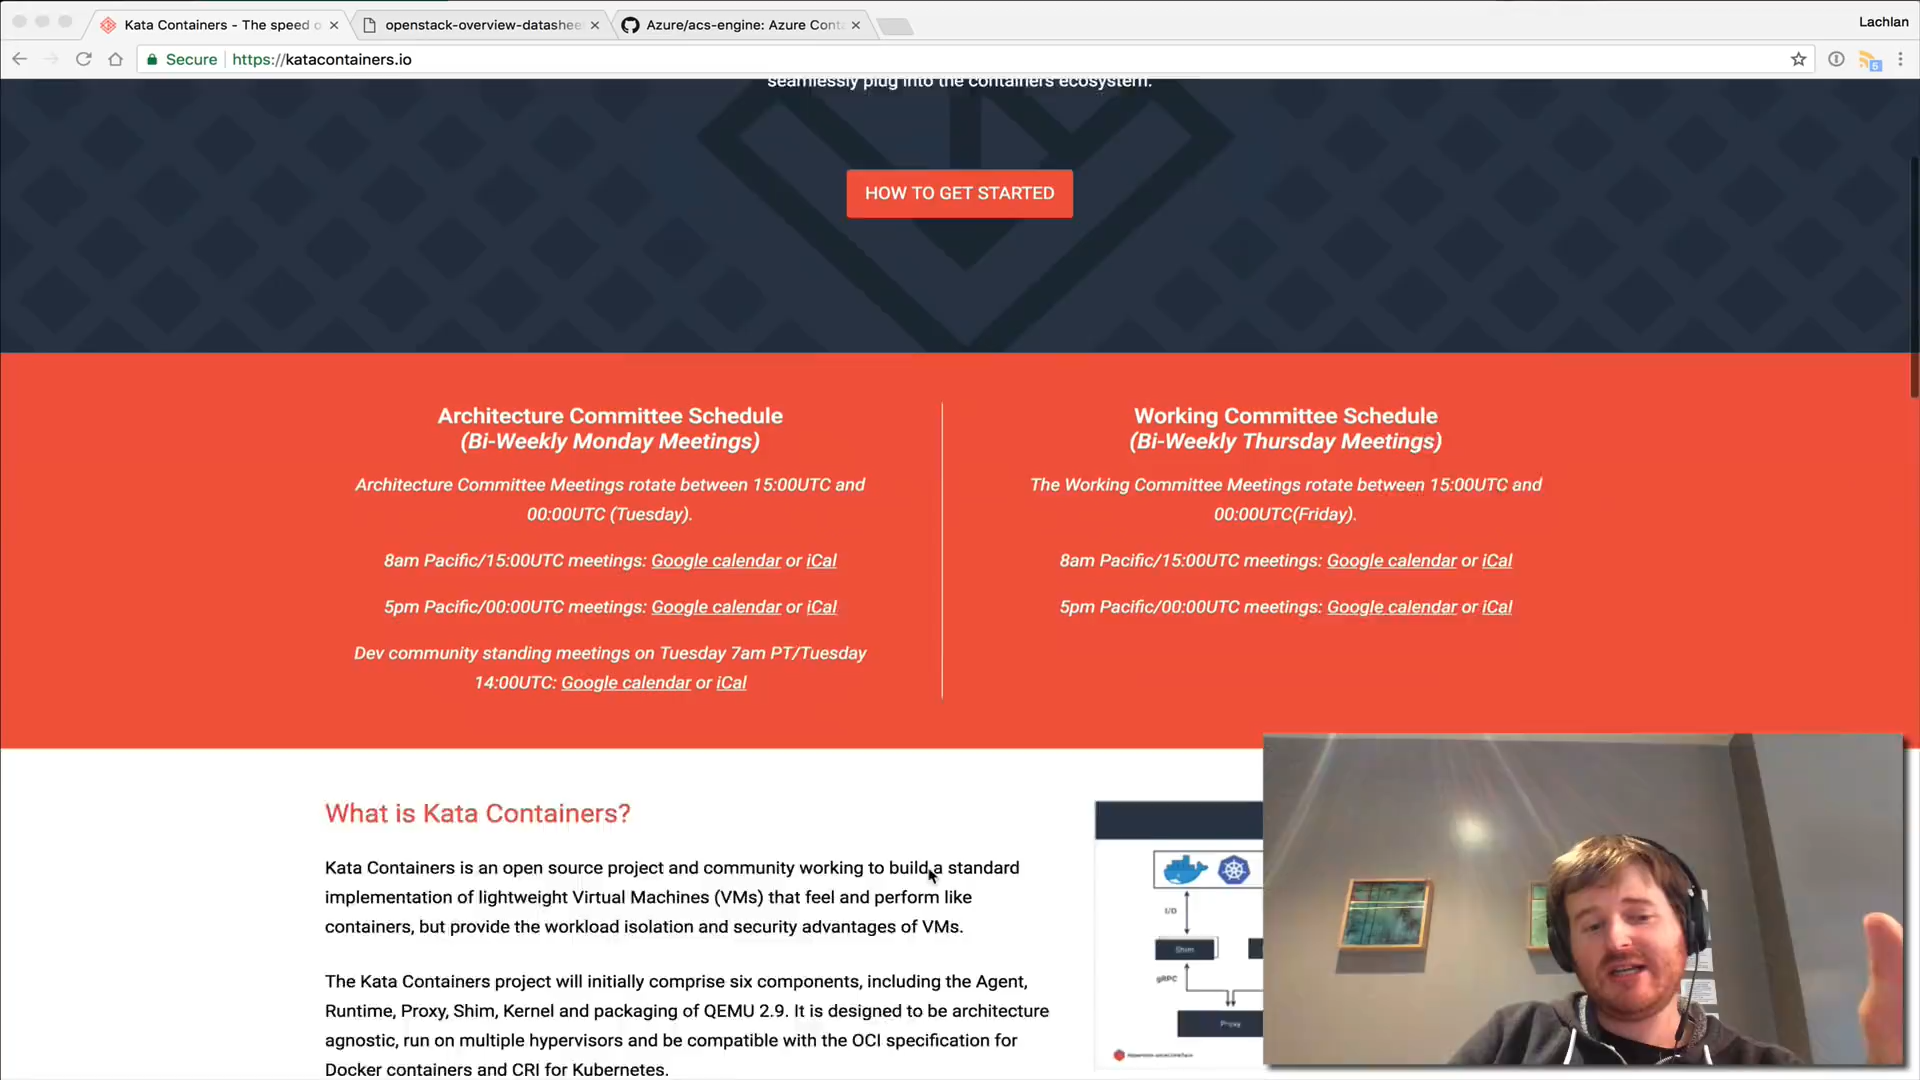 Kata Containers - The speed o
openstack-overview-datashee
Azure/acs-engine: Azure Cont
Lachlan
Secure
https://katacontainers.io
5
seamlessly plug into the containers ecosystem.
HOW TO GET STARTED
Architecture Committee Schedule
(Bi-Weekly Monday Meetings)
Architecture Committee Meetings rotate between 15:00UTC and
00:00UTC (Tuesday).
8am Pacific/15:00UTC meetings: Google calendar or iCal
5pm Pacific/00:00UTC meetings: Google calendar or iCal
Dev community standing meetings on Tuesday 7am PT/Tuesday
14:00UTC: Google calendar or iCal
Working Committee Schedule
(Bi-Weekly Thursday Meetings)
The Working Committee Meetings rotate between 15:00UTC and
00:00UTC(Friday).
8am Pacific/15:00UTC meetings: Google calendar or iCal
5pm Pacific/00:00UTC meetings: Google calendar or iCal
What is Kata Containers?
Kata Containers is an open source project and community working to build a standard
implementation of lightweight Virtual Machines (VMs) that feel and perform like
containers, but provide the workload isolation and security advantages of VMs.
The Kata Containers project will initially comprise six components, including the Agent,
Runtime, Proxy, Shim, Kernel and packaging of QEMU 2.9. It is designed to be architecture
agnostic, run on multiple hypervisors and be compatible with the OCI specification for
Docker containers and CRI for Kubernetes.
I/O
Shim
gRPC
Proxy